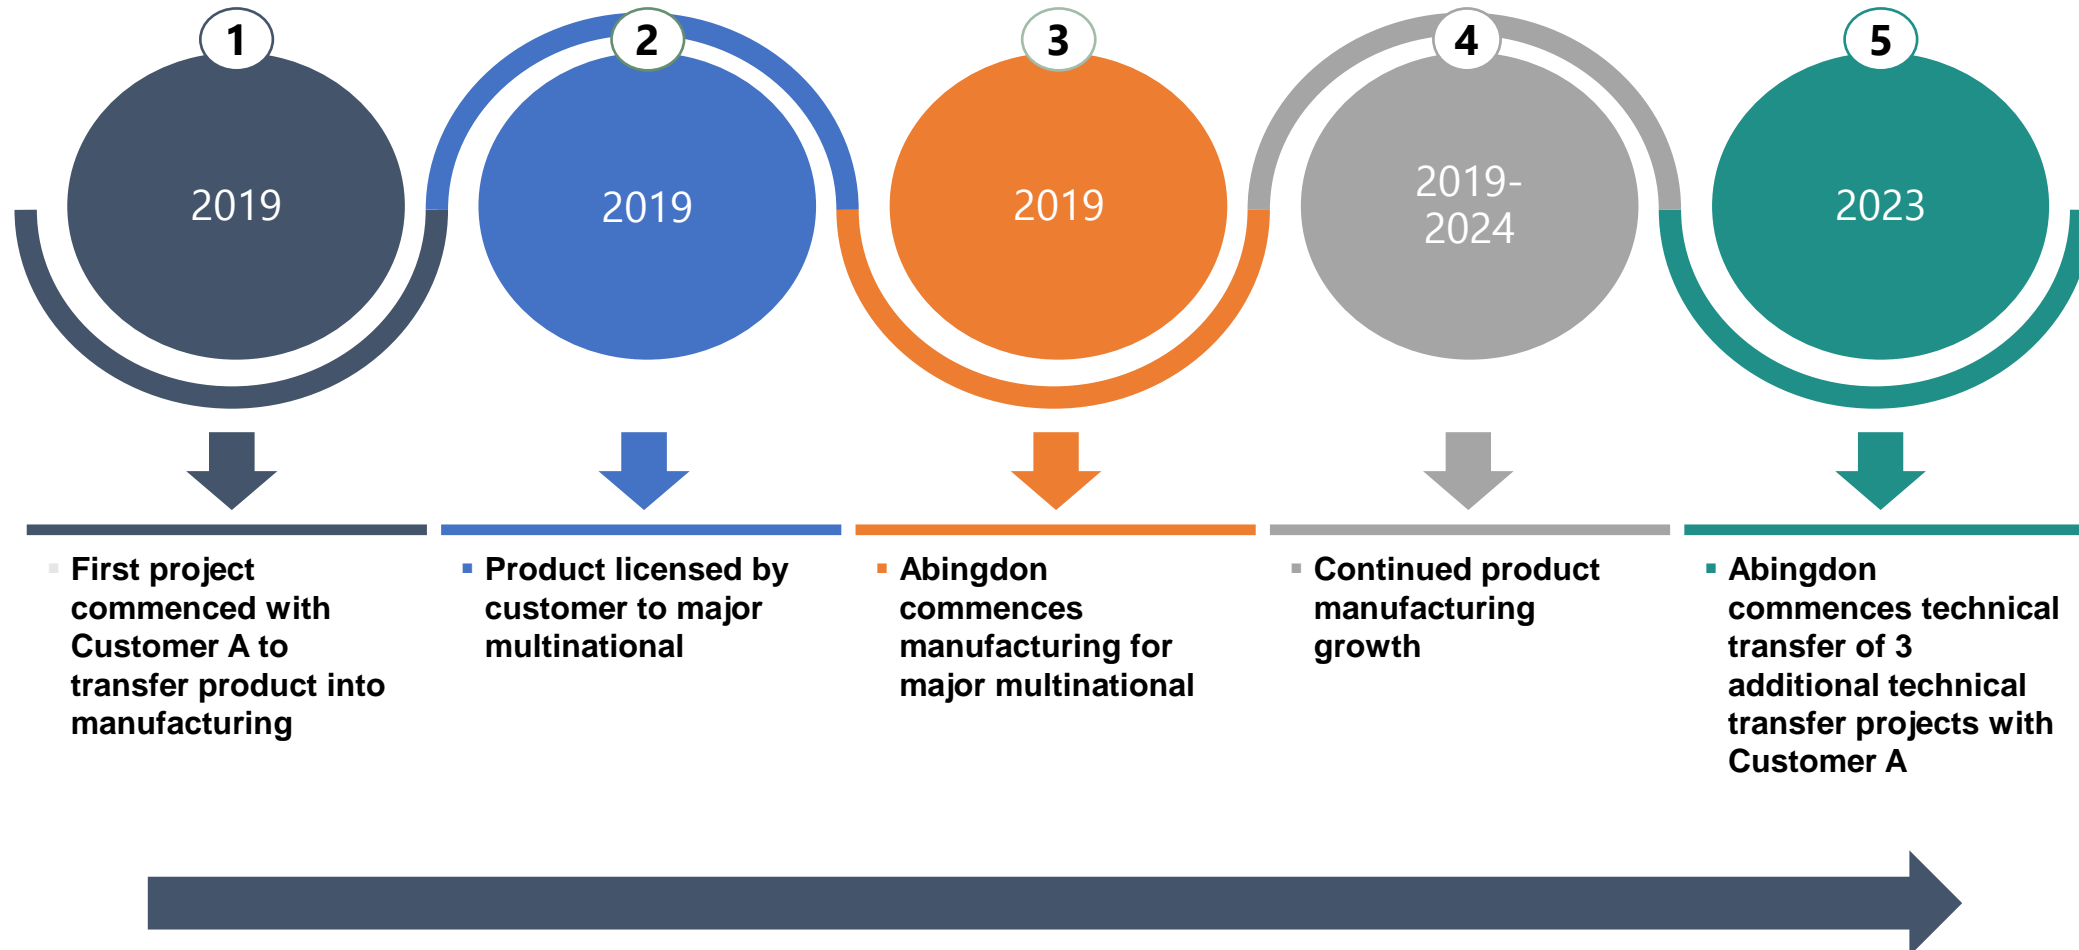 1
2019
First project
commenced with
Customer A to
transfer product into
manufacturing
2
2019
Product licensed by
customer to major
multinational
3
2019
Abingdon
commences
manufacturing for
major multinational
4
2019-
2024
Continued product
manufacturing
growth
5
2023
Abingdon
commences technical
transfer of 3
additional technical
transfer projects with
Customer A